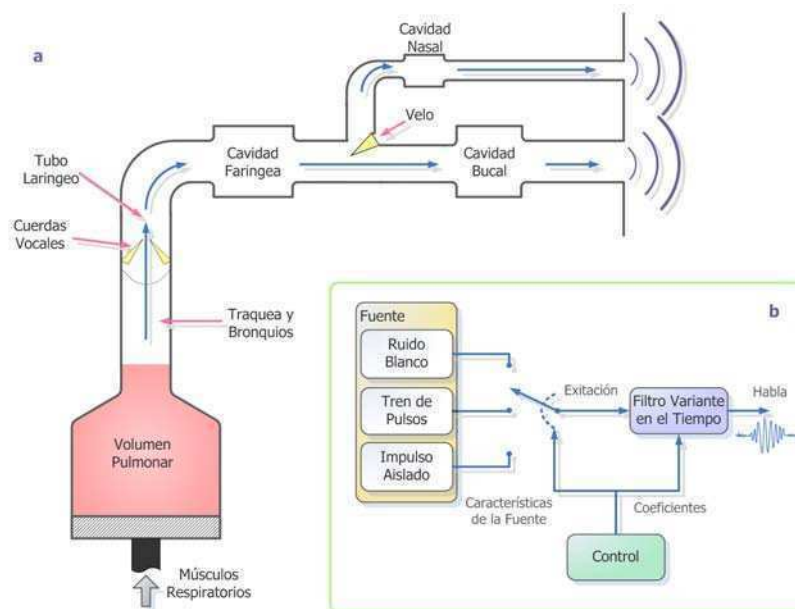 a
Cavidad
Nasal
Velo
Tubo
Laringeo
Cavidad
Faringea
Cavidad
Bucal
Cuerdas
Vocales
Traquea y
Bronquios
Volumen
Pulmonar
Músculos
Respiratorios
b
Fuente
Ruido
Blanco
Tren de
Pulsos
Impulso
Aislado
Exitación
Filtro Variante
en el Tiempo
Habla
Características
de la Fuente
Coeficientes
Control